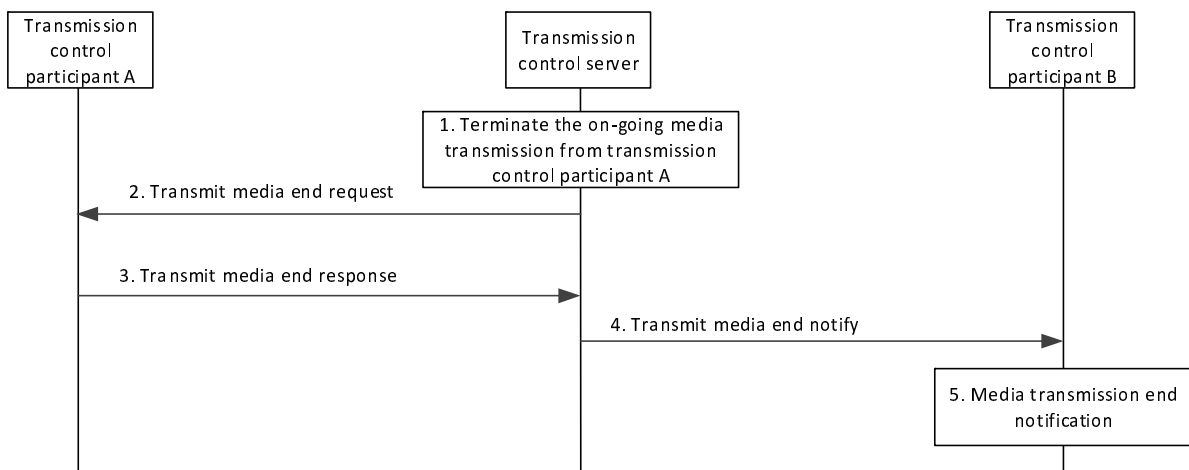 Transmission
control
participant A
Transmission
control server
Transmission
control
participant B
1. Terminate the on-going media
transmission from transmission
control participant A
2. Transmit media end request
3. Transmit media end response
4. Transmit media end notify
5. Media transmission end
notification